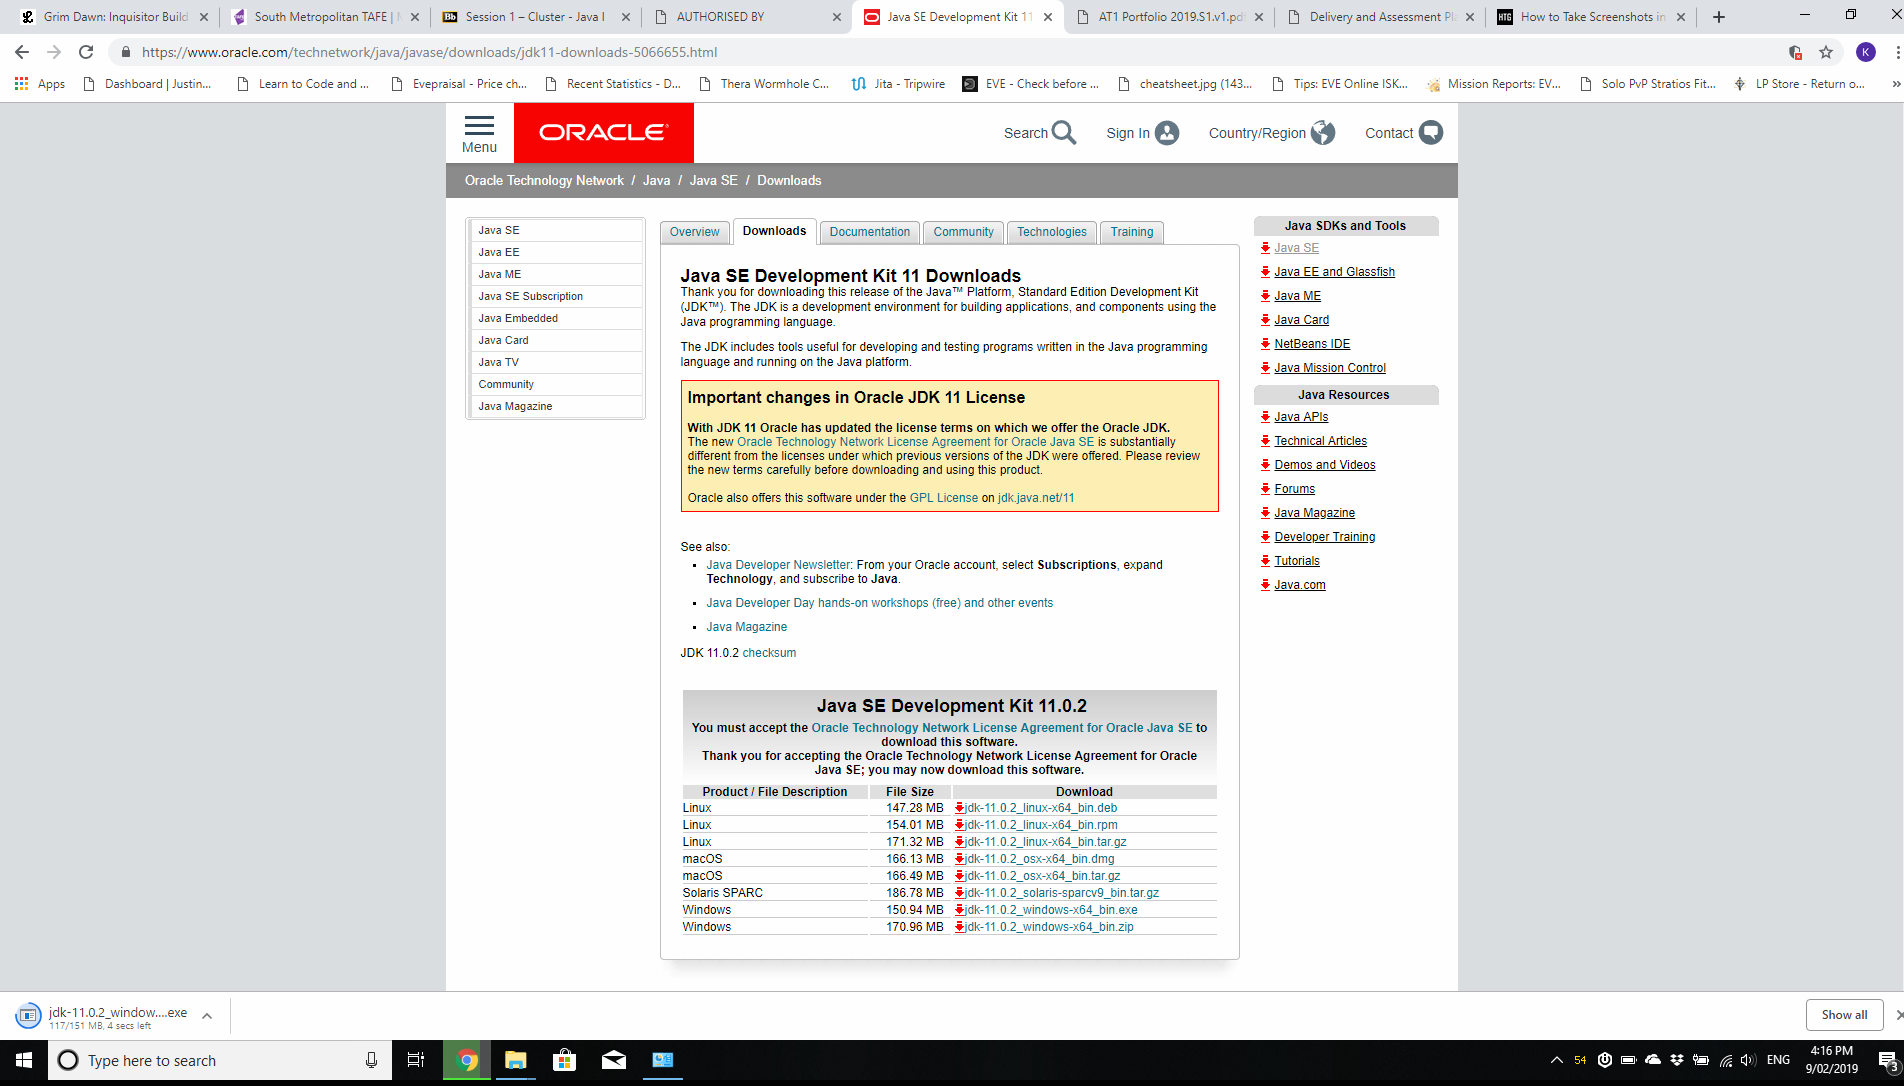 Grim Dawn: Inquisitor Build
South Metropolitan TAFE |
Bb Session 1 – Cluster - Java I
AUTHORISED BY
Java SE Development Kit 11
AT1 Portfolio 2019.S1.v1.pd
Delivery and Assessment Pl
HTG How to Take Screenshots in
https://www.oracle.com/technetwork/java/javase/downloads/jdk11-downloads-5066655.html
K
Apps
Dashboard | Justin...
Learn to Code and ...
Evepraisal - Price ch...
Recent Statistics - D...
Thera Wormhole C...
Jita - Tripwire
EVE - Check before ...
cheatsheet.jpg (143...
Tips: EVE Online ISK...
Mission Reports: EV...
Solo PvP Stratios Fit...
LP Store - Return o...
»
Menu
ORACLE
Search
Sign In
Country/Region
Contact
Oracle Technology Network / Java / Java SE / Downloads
Java SE
Java EE
Java ME
Java SE Subscription
Java Embedded
Java Card
Java TV
Community
Java Magazine
Overview
Downloads
Documentation
Community
Technologies
Training
Java SE Development Kit 11 Downloads
Thank you for downloading this release of the Java™ Platform, Standard Edition Development Kit
(JDK™). The JDK is a development environment for building applications, and components using the
Java programming language.
The JDK includes tools useful for developing and testing programs written in the Java programming
language and running on the Java platform.
Important changes in Oracle JDK 11 License
With JDK 11 Oracle has updated the license terms on which we offer the Oracle JDK.
The new Oracle Technology Network License Agreement for Oracle Java SE is substantially
different from the licenses under which previous versions of the JDK were offered. Please review
the new terms carefully before downloading and using this product.
Oracle also offers this software under the GPL License on jdk.java.net/11
See also:
Java Developer Newsletter: From your Oracle account, select Subscriptions, expand
Technology, and subscribe to Java.
Java Developer Day hands-on workshops (free) and other events
Java Magazine
JDK 11.0.2 checksum
Java SE Development Kit 11.0.2
You must accept the Oracle Technology Network License Agreement for Oracle Java SE to
download this software.
Thank you for accepting the Oracle Technology Network License Agreement for Oracle
Java SE; you may now download this software.
Product / File Description File Size Download
Linux 147.28 MB jdk-11.0.2_linux-x64_bin.deb
Linux 154.01 MB jdk-11.0.2_linux-x64_bin.rpm
Linux 171.32 MB jdk-11.0.2_linux-x64_bin.tar.gz
macOS 166.13 MB jdk-11.0.2_osx-x64_bin.dmg
macOS 166.49 MB jdk-11.0.2_osx-x64_bin.tar.gz
Solaris SPARC 186.78 MB jdk-11.0.2_solaris-sparcv9_bin.tar.gz
Windows 150.94 MB jdk-11.0.2_windows-x64_bin.exe
Windows 170.96 MB jdk-11.0.2_windows-x64_bin.zip
Java SDKs and Tools
Java SE
Java EE and Glassfish
Java ME
Java Card
NetBeans IDE
Java Mission Control
Java Resources
Java APIs
Technical Articles
Demos and Videos
Forums
Java Magazine
Developer Training
Tutorials
Java.com
jdk-11.0.2_window....exe
117/151 MB, 4 secs left
Show all
Type here to search
54
ENG
4:16 PM
9/02/2019
3